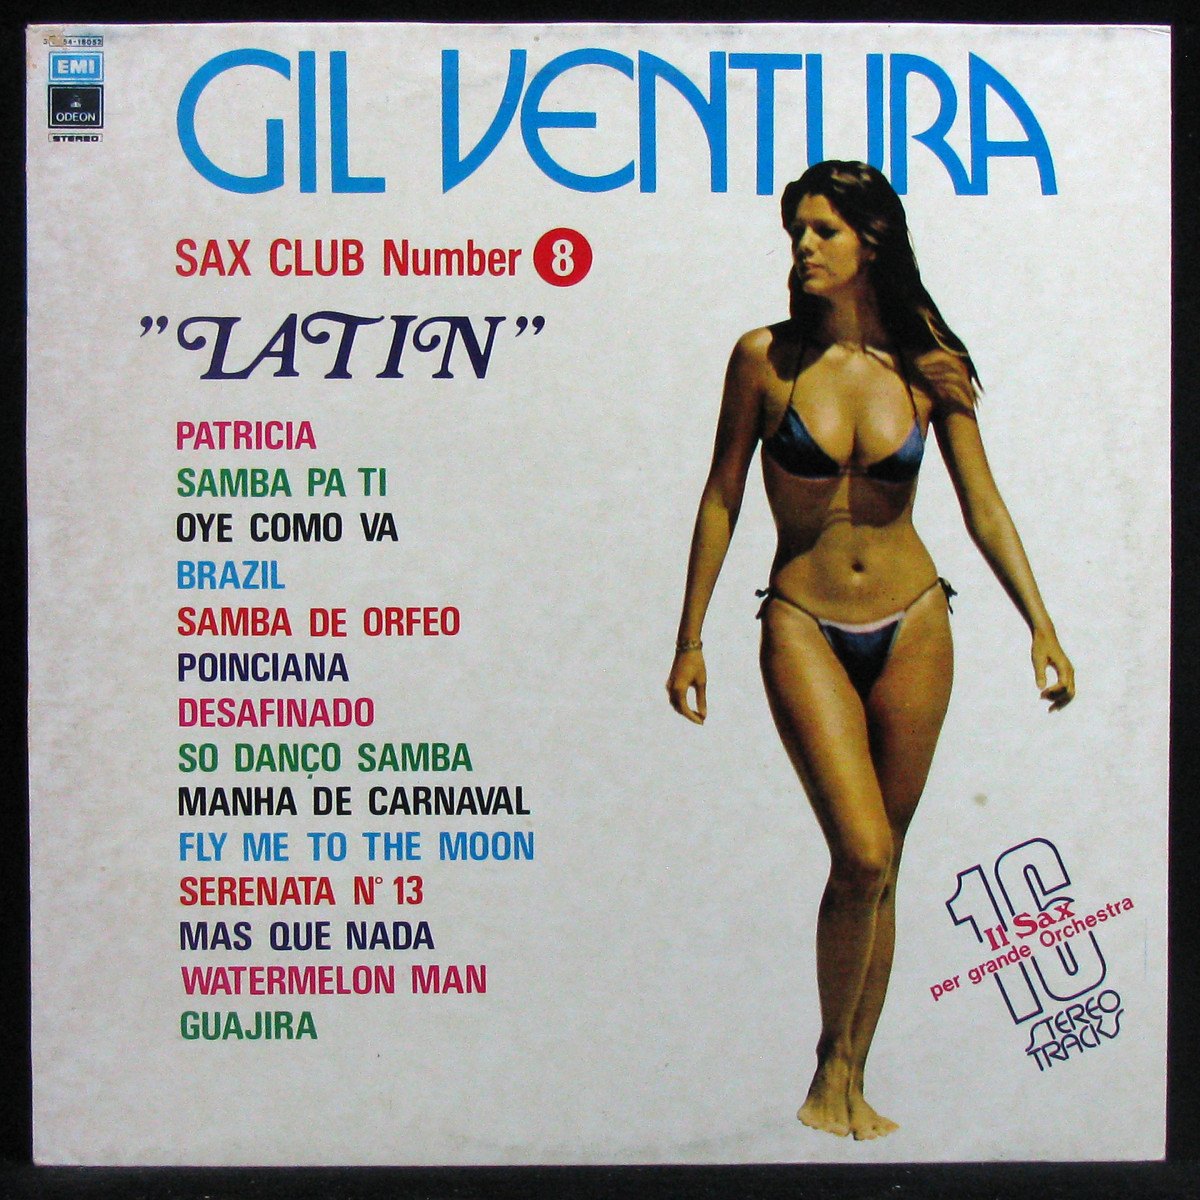 EMI
ODEON
STEREO
GIL VENTURA
SAX CLUB Number 8
"LATIN"
PATRICIA
SAMBA PA TI
OYE COMO VA
BRAZIL
SAMBA DE ORFEO
POINCIANA
DESAFINADO
SO DANÇO SAMBA
MANHA DE CARNAVAL
FLY ME TO THE MOON
SERENATA N° 13
MAS QUE NADA
WATERMELON MAN
GUAJIRA
16
Il Sax
per grande Orchestra
STEREO
TRACKS